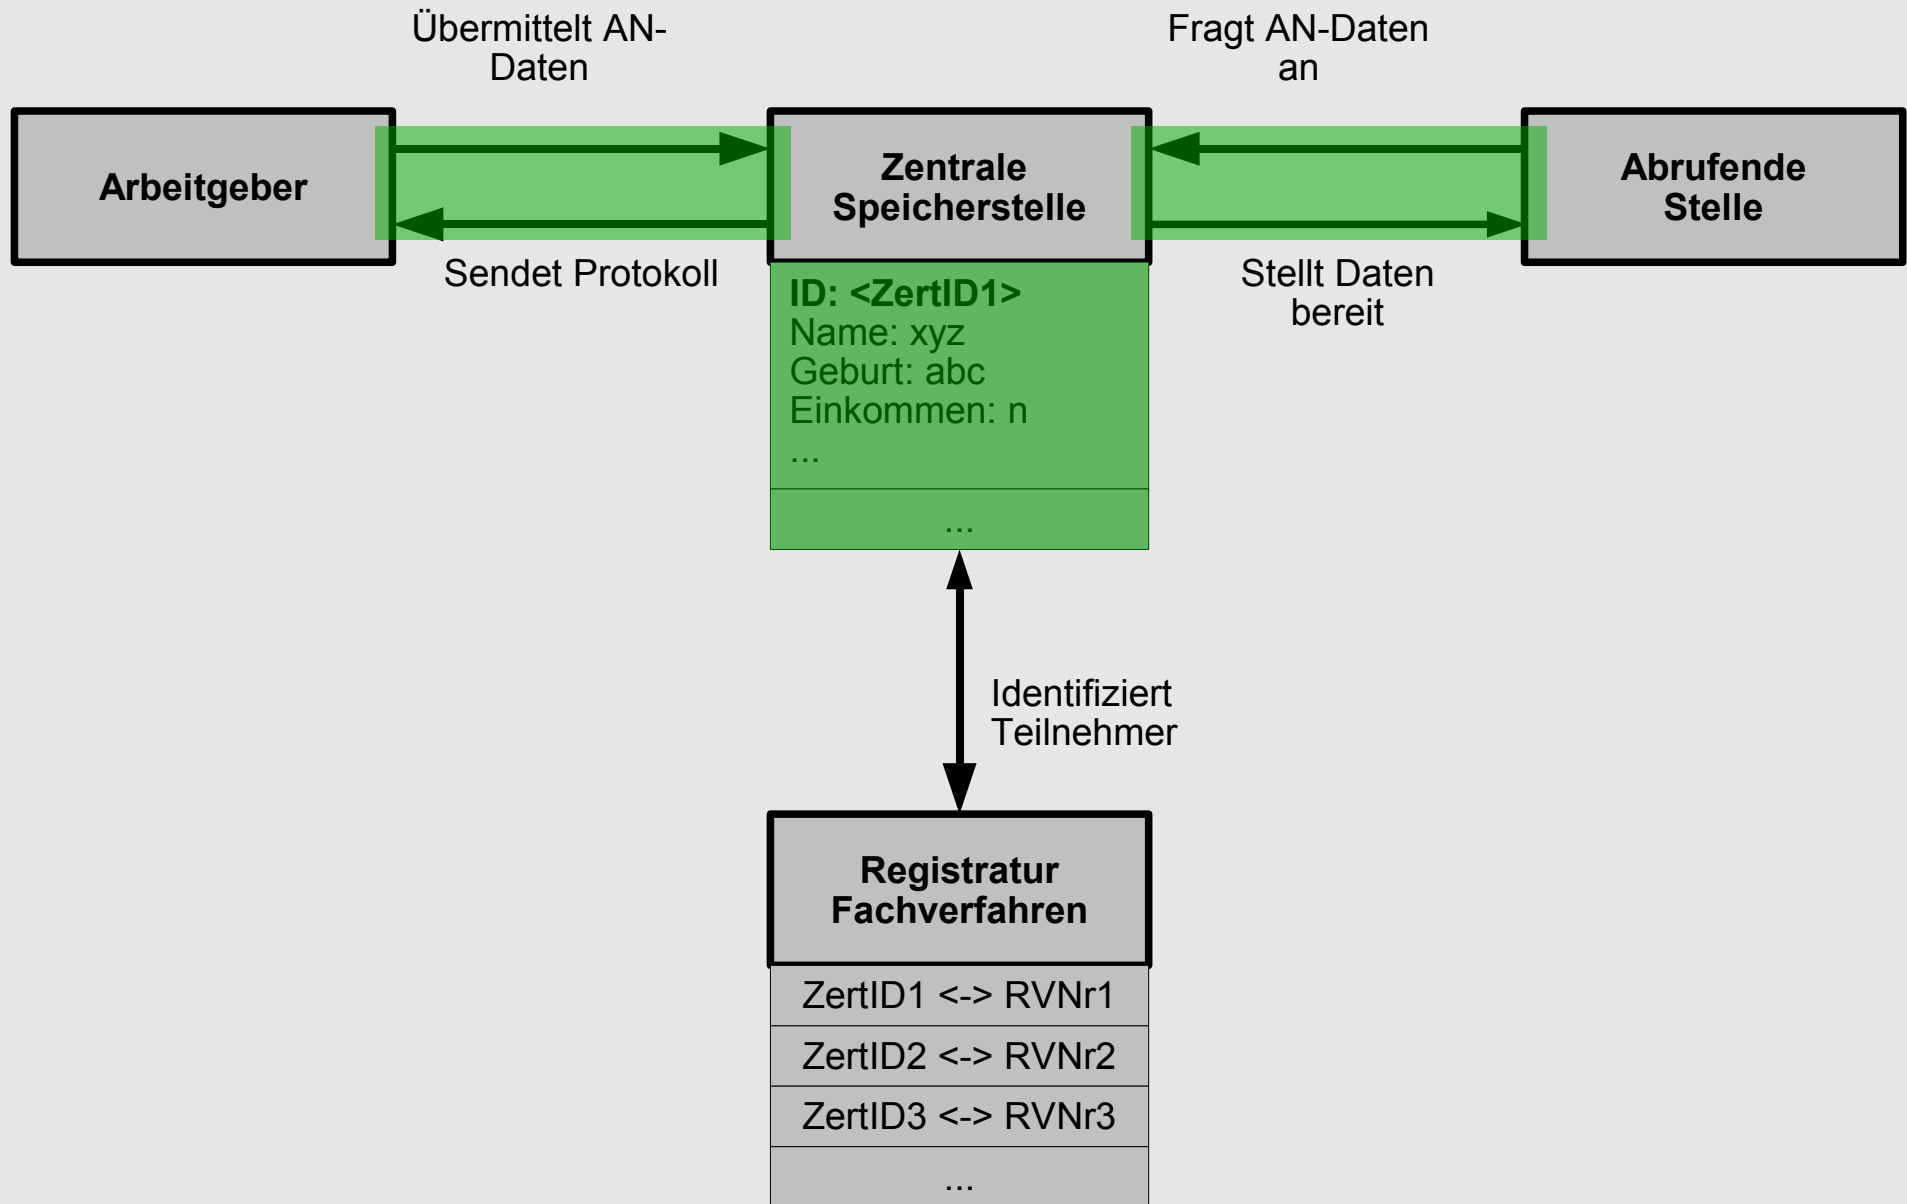 Übermittelt AN-
Daten
Fragt AN-Daten
an
Arbeitgeber
Zentrale
Speicherstelle
Abrufende
Stelle
Sendet Protokoll
Stellt Daten
bereit
ID: <ZertID1>
Name: xyz
Geburt: abc
Einkommen: n
...
...
Identifiziert
Teilnehmer
Registratur
Fachverfahren
ZertID1 <-> RVNr1
ZertID2 <-> RVNr2
ZertID3 <-> RVNr3
...